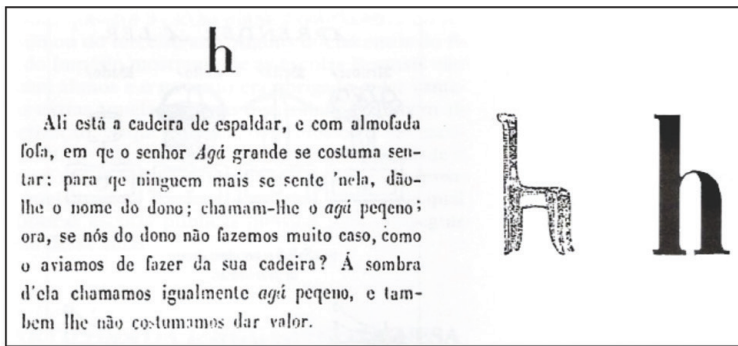 h
Ali está a cadeira de espaldar, e com almofada
fofa, em qe o senhor Agá grande se costuma sen-
tar: para qe ninguem mais se sente 'nela, dão-
lhe o nome do dono; chamam-lhe o agá peqeno;
ora, se nós do dono não fazemos muito caso, como
o aviamos de fazer da sua cadeira? Á sombra
d'ela chamamos igualmente agá peqeno, e tam-
bem lhe não costumamos dar valor.
h